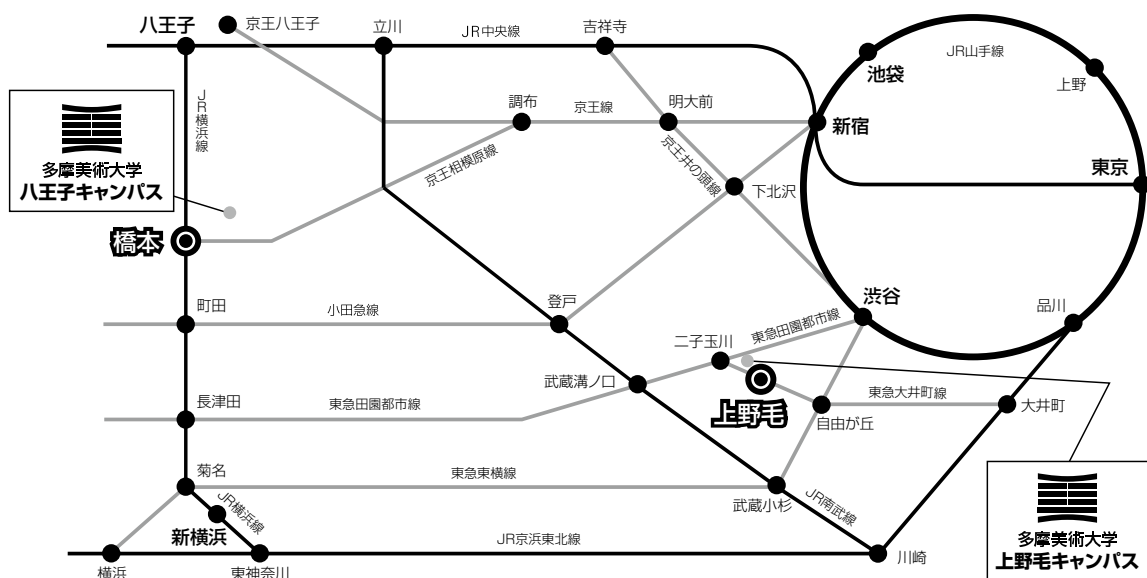 八王子
京王八王子
立川
JR中央線
吉祥寺
JR山手線
池袋
上野
JR横浜線
調布
京王線
明大前
新宿
多摩美術大学
八王子キャンパス
京王相模原線
京王井の頭線
下北沢
東京
橋本
渋谷
町田
小田急線
登戸
品川
二子玉川
東急田園都市線
武蔵溝ノ口
長津田
東急田園都市線
上野毛
自由が丘
東急大井町線
大井町
菊名
東急東横線
武蔵小杉
JR南武線
JR横浜線
新横浜
JR京浜東北線
横浜
東神奈川
川崎
多摩美術大学
上野毛キャンパス